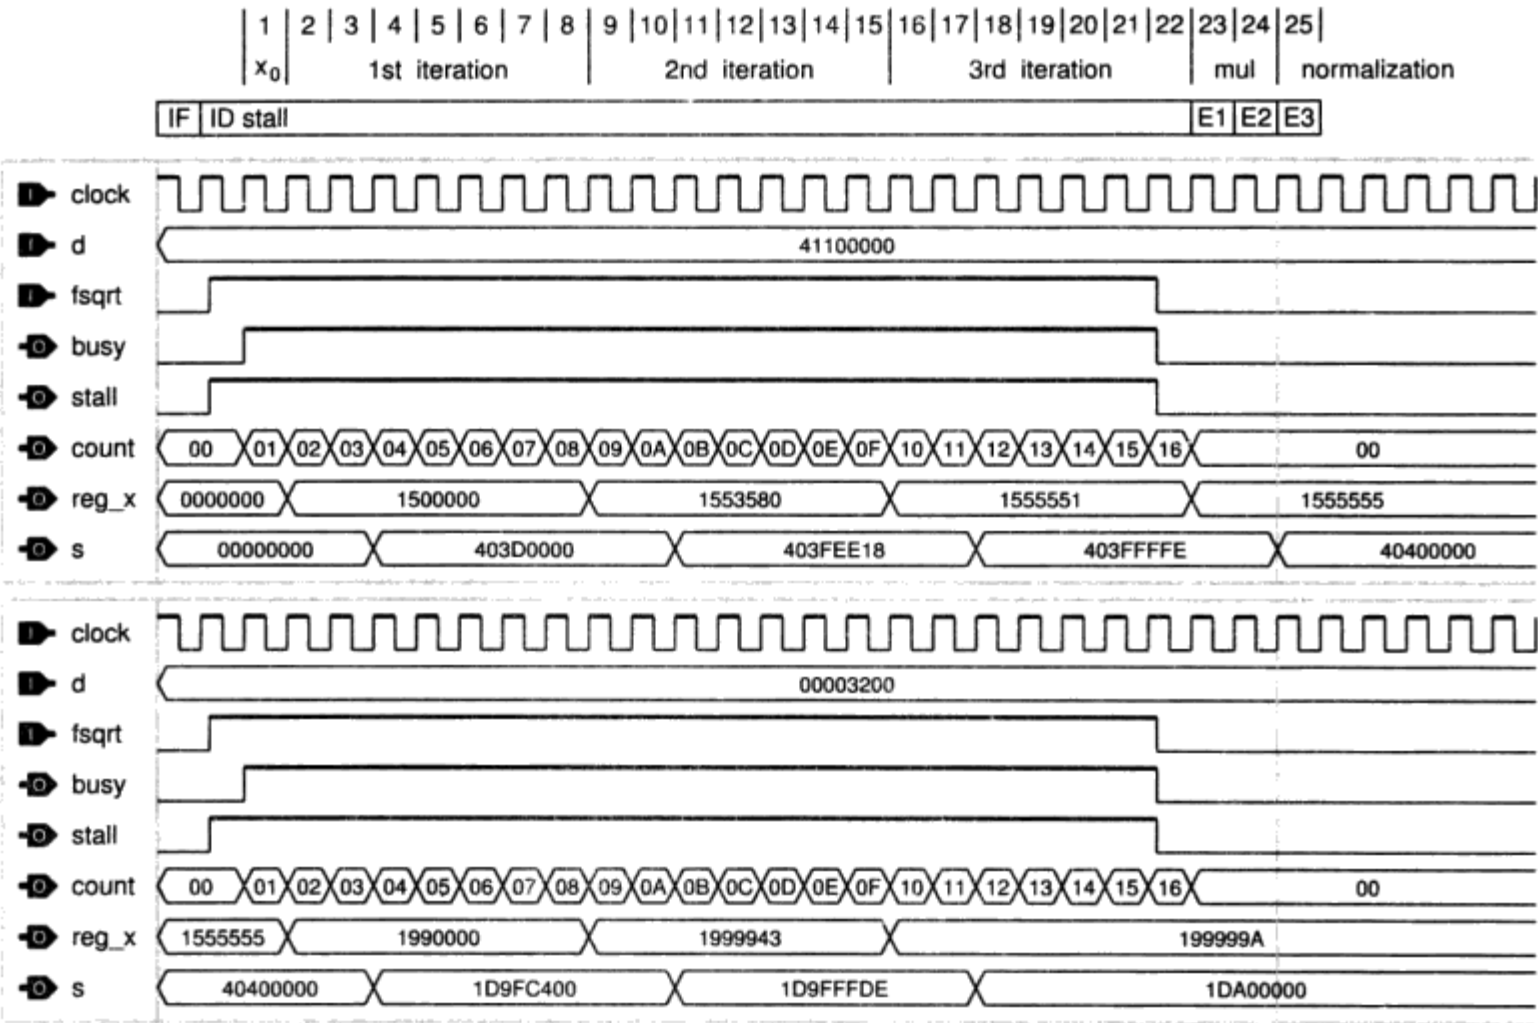 1 2 3 4 5 6 7 8 9 10 11 12 13 14 15 16 17 18 19 20 21 22 23 24 25
x0 1st iteration 2nd iteration 3rd iteration mul normalization
IF ID stall E1 E2 E3
I clock
I d 41100000
I fsqrt
O busy
O stall
O count 00 01 02 03 04 05 06 07 08 09 0A 0B 0C 0D 0E 0F 10 11 12 13 14 15 16 00
O reg_x 0000000 1500000 1553580 1555551 1555555
O s 00000000 403D0000 403FEE18 403FFFFE 40400000
I clock
I d 00003200
I fsqrt
O busy
O stall
O count 00 01 02 03 04 05 06 07 08 09 0A 0B 0C 0D 0E 0F 10 11 12 13 14 15 16 00
O reg_x 1555555 1990000 1999943 199999A
O s 40400000 1D9FC400 1D9FFFDE 1DA00000